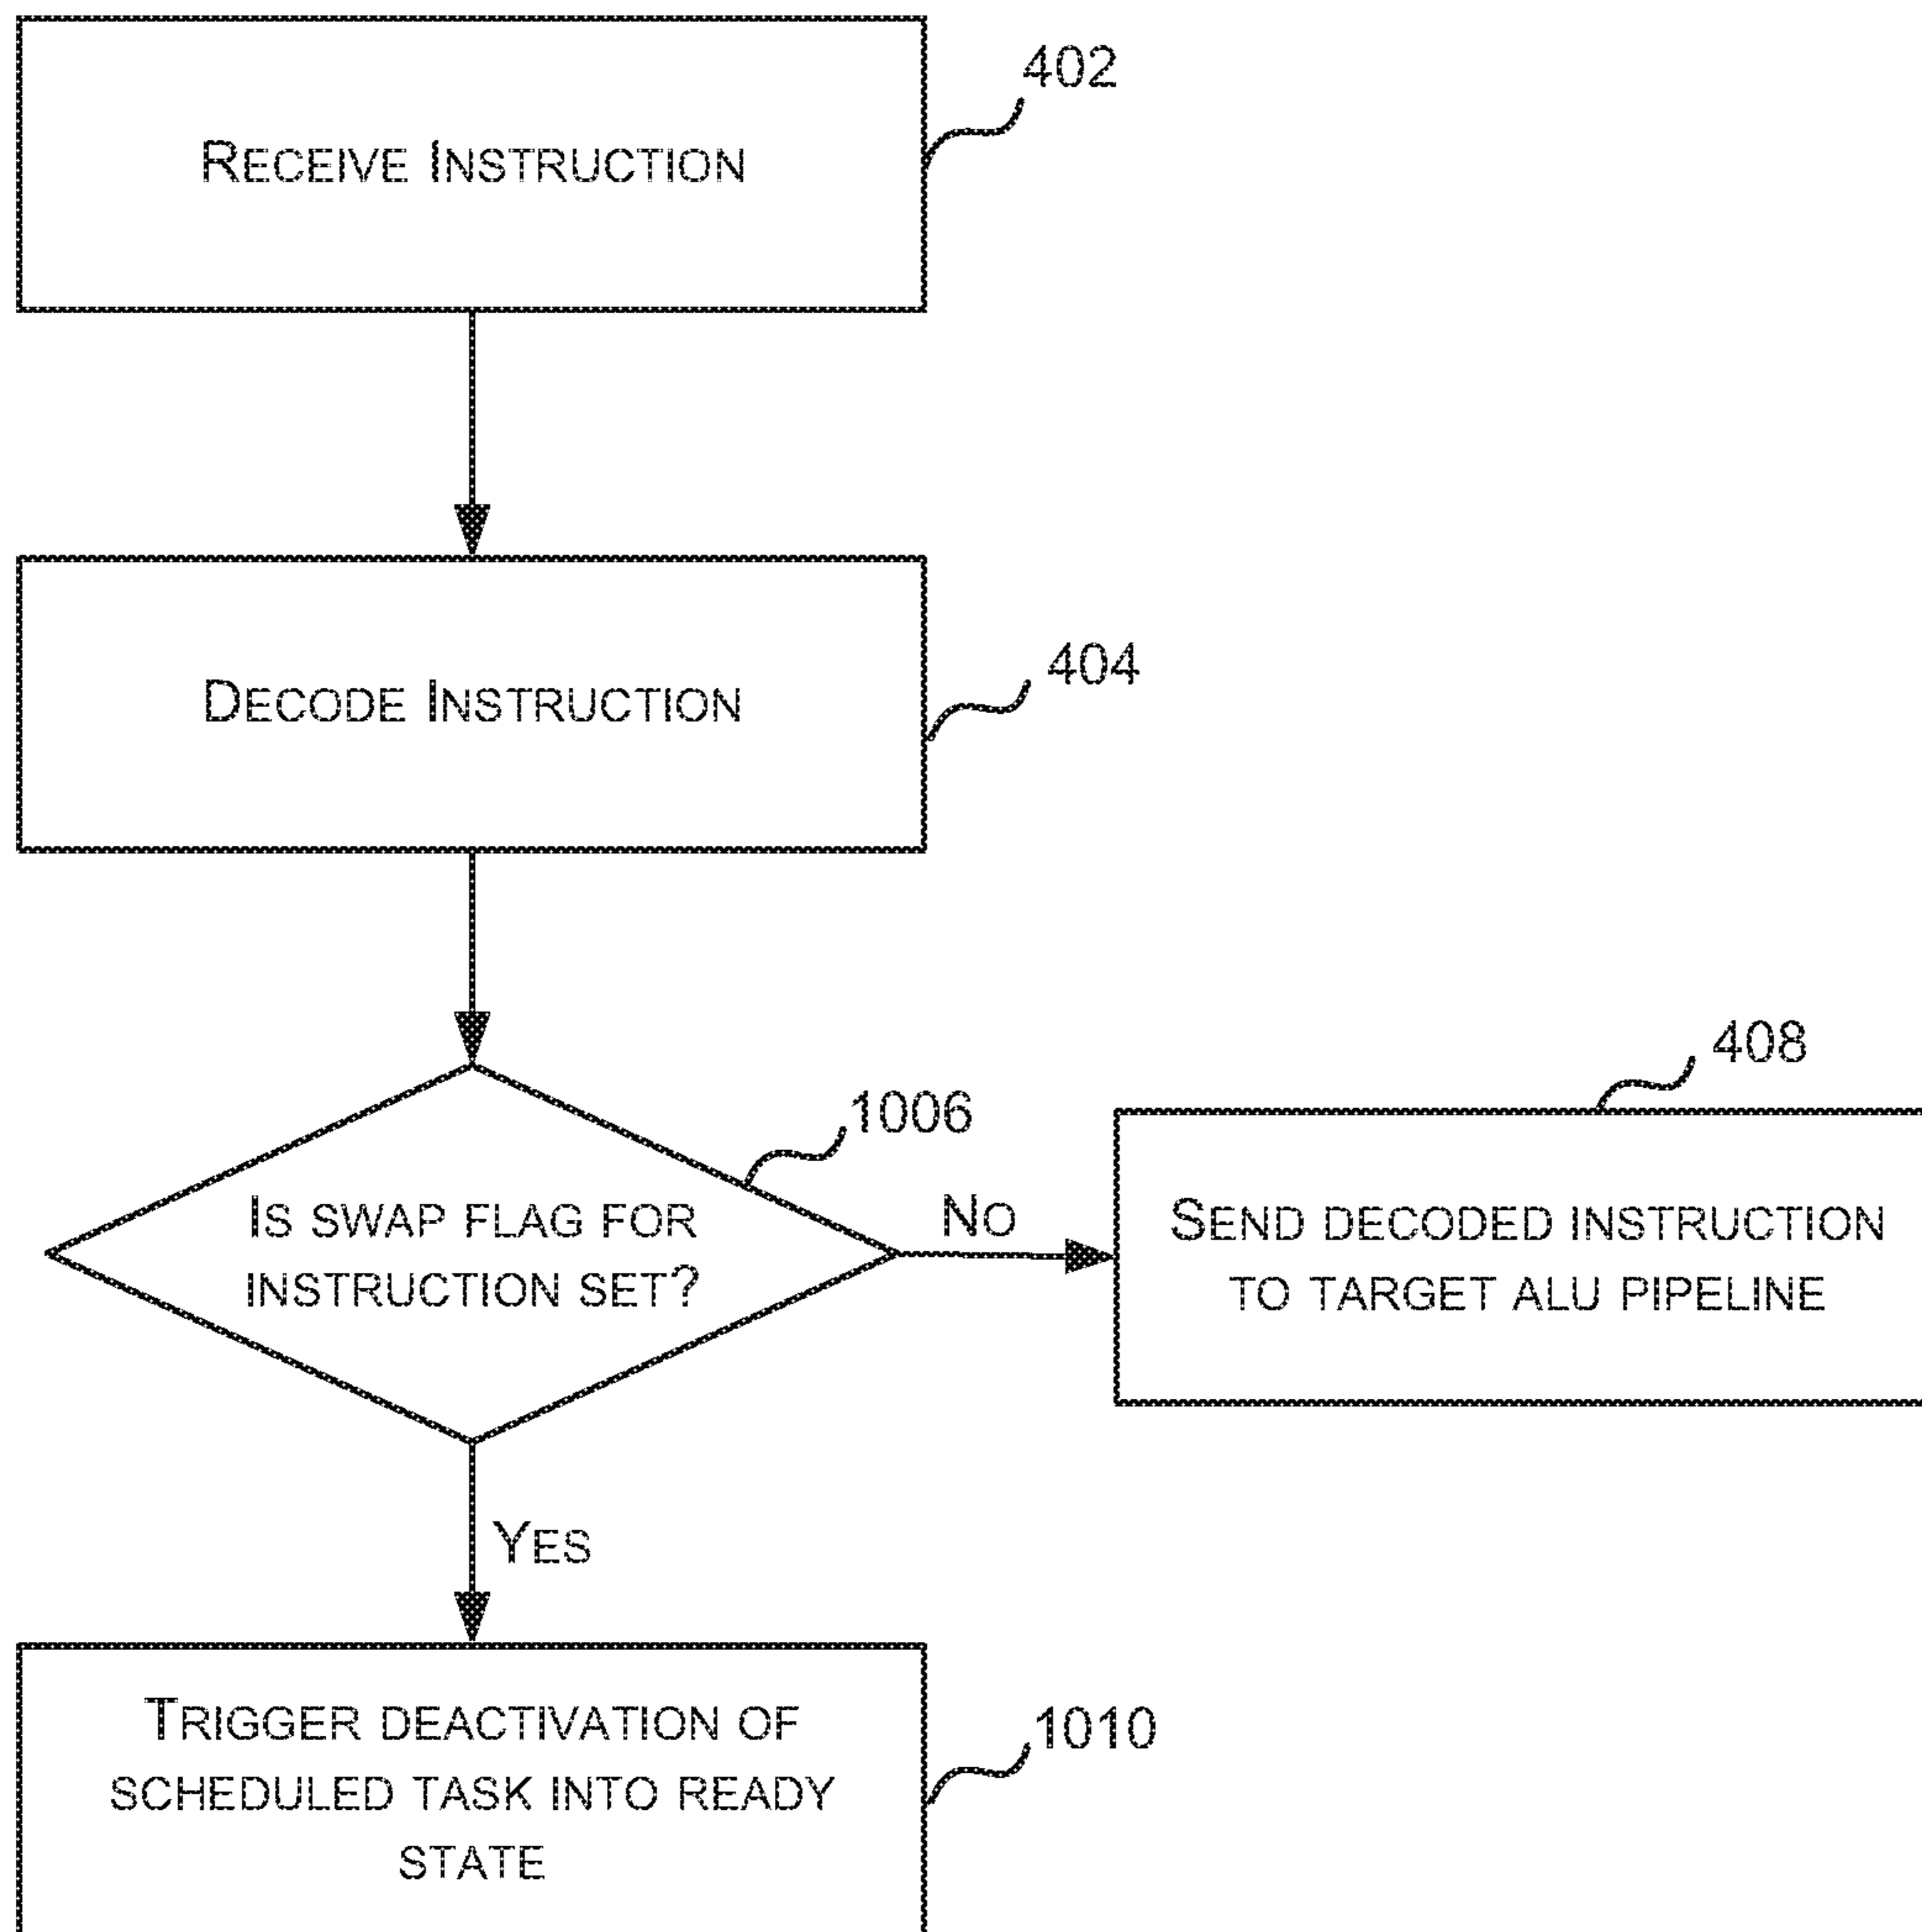 402
RECEIVE INSTRUCTION
404
DECODE INSTRUCTION
1006
IS SWAP FLAG FOR
INSTRUCTION SET?
NO
408
SEND DECODED INSTRUCTION
TO TARGET ALU PIPELINE
YES
1010
TRIGGER DEACTIVATION OF
SCHEDULED TASK INTO READY
STATE